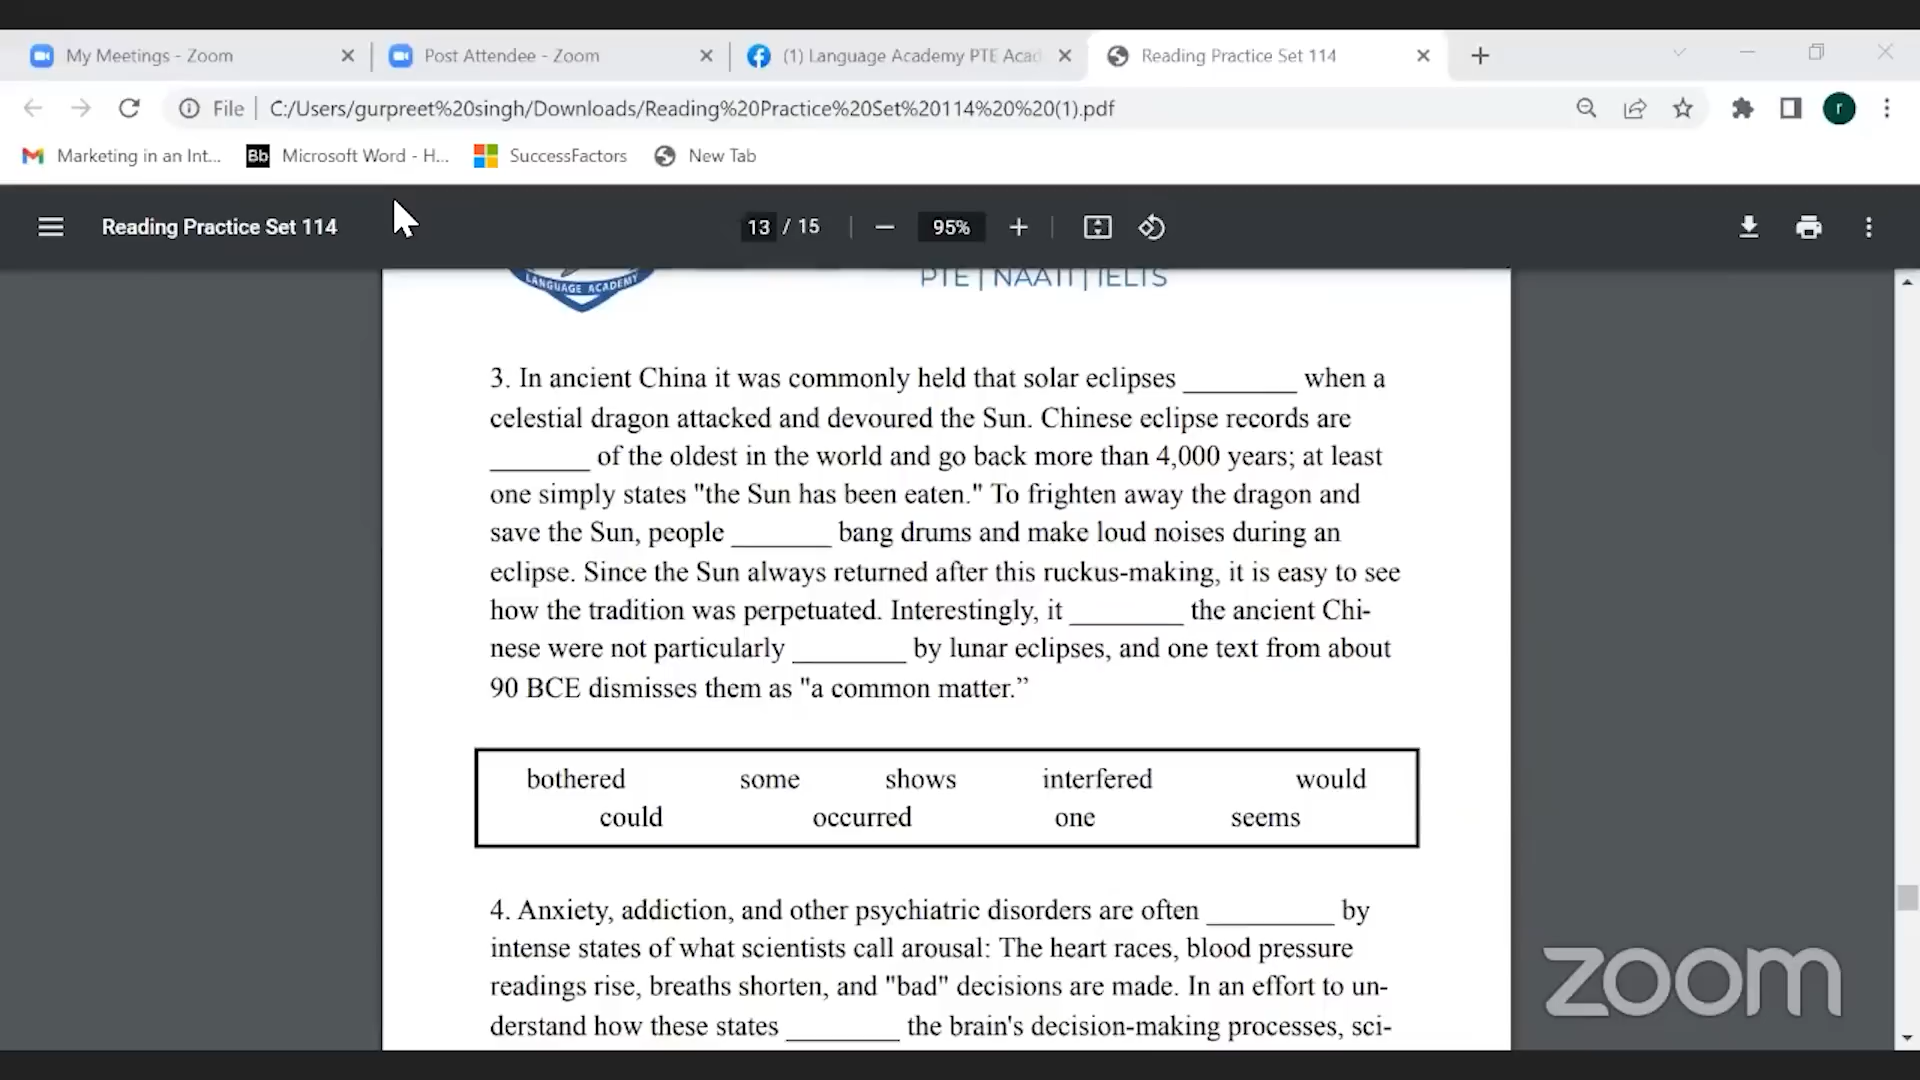 My Meetings - Zoom
Post Attendee - Zoom
(1) Language Academy PTE Acad
Reading Practice Set 114
File
C:/Users/gurpreet%20singh/Downloads/Reading%20Practice%20Set%20114%20%20(1).pdf
r
Marketing in an Int...
Bb
Microsoft Word - H...
SuccessFactors
New Tab
Reading Practice Set 114
13 / 15
95%
LANGUAGE ACADEMY
PTE | NAATI | IELTS
3. In ancient China it was commonly held that solar eclipses ________ when a
celestial dragon attacked and devoured the Sun. Chinese eclipse records are
_______ of the oldest in the world and go back more than 4,000 years; at least
one simply states "the Sun has been eaten." To frighten away the dragon and
save the Sun, people _______ bang drums and make loud noises during an
eclipse. Since the Sun always returned after this ruckus-making, it is easy to see
how the tradition was perpetuated. Interestingly, it ________ the ancient Chi-
nese were not particularly ________ by lunar eclipses, and one text from about
90 BCE dismisses them as "a common matter.”
bothered some shows interfered would
could occurred one seems
4. Anxiety, addiction, and other psychiatric disorders are often _________ by
intense states of what scientists call arousal: The heart races, blood pressure
readings rise, breaths shorten, and "bad" decisions are made. In an effort to un-
derstand how these states ________ the brain's decision-making processes, sci-
zoom